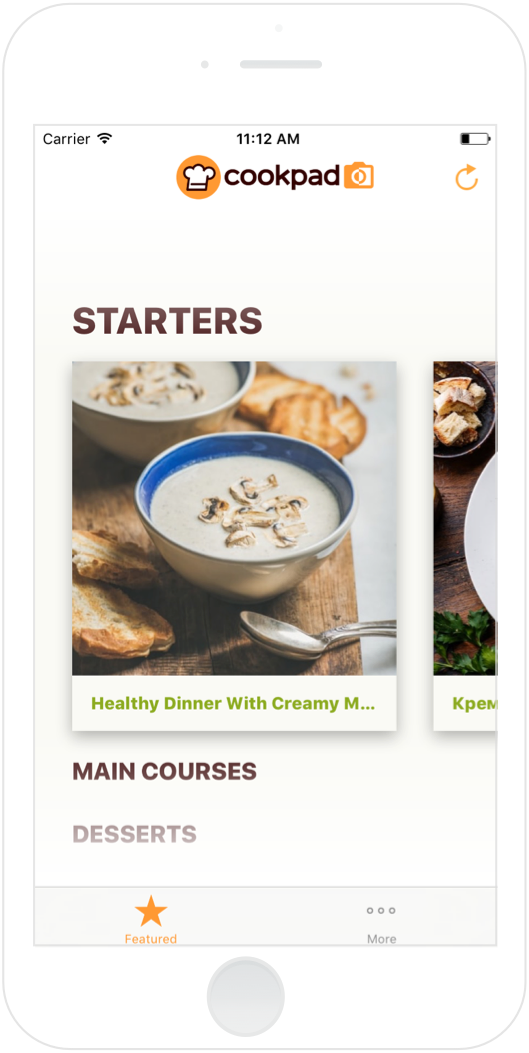 Carrier 11:12 AM
cookpad
STARTERS
Healthy Dinner With Creamy M...
Крем
MAIN COURSES
DESSERTS
Featured More